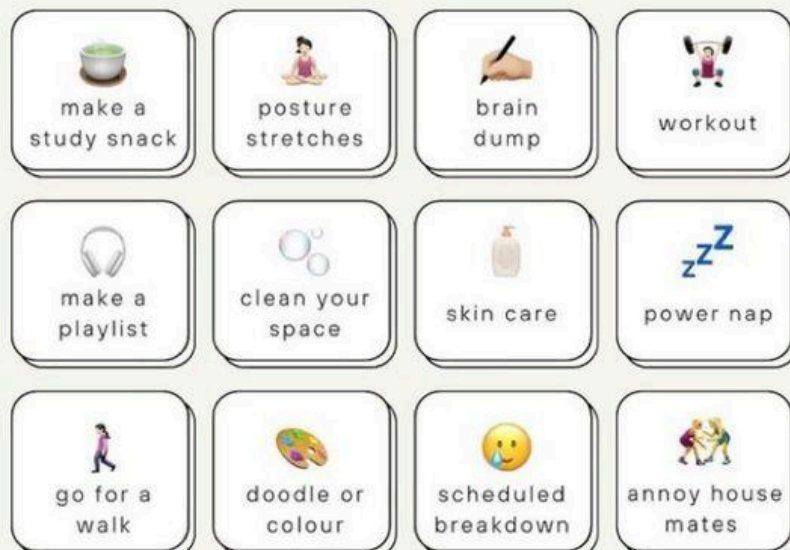 make a
study snack
posture
stretches
brain
dump
workout
make a
playlist
clean your
space
skin care
power nap
go for a
walk
doodle or
colour
scheduled
breakdown
annoy house
mates